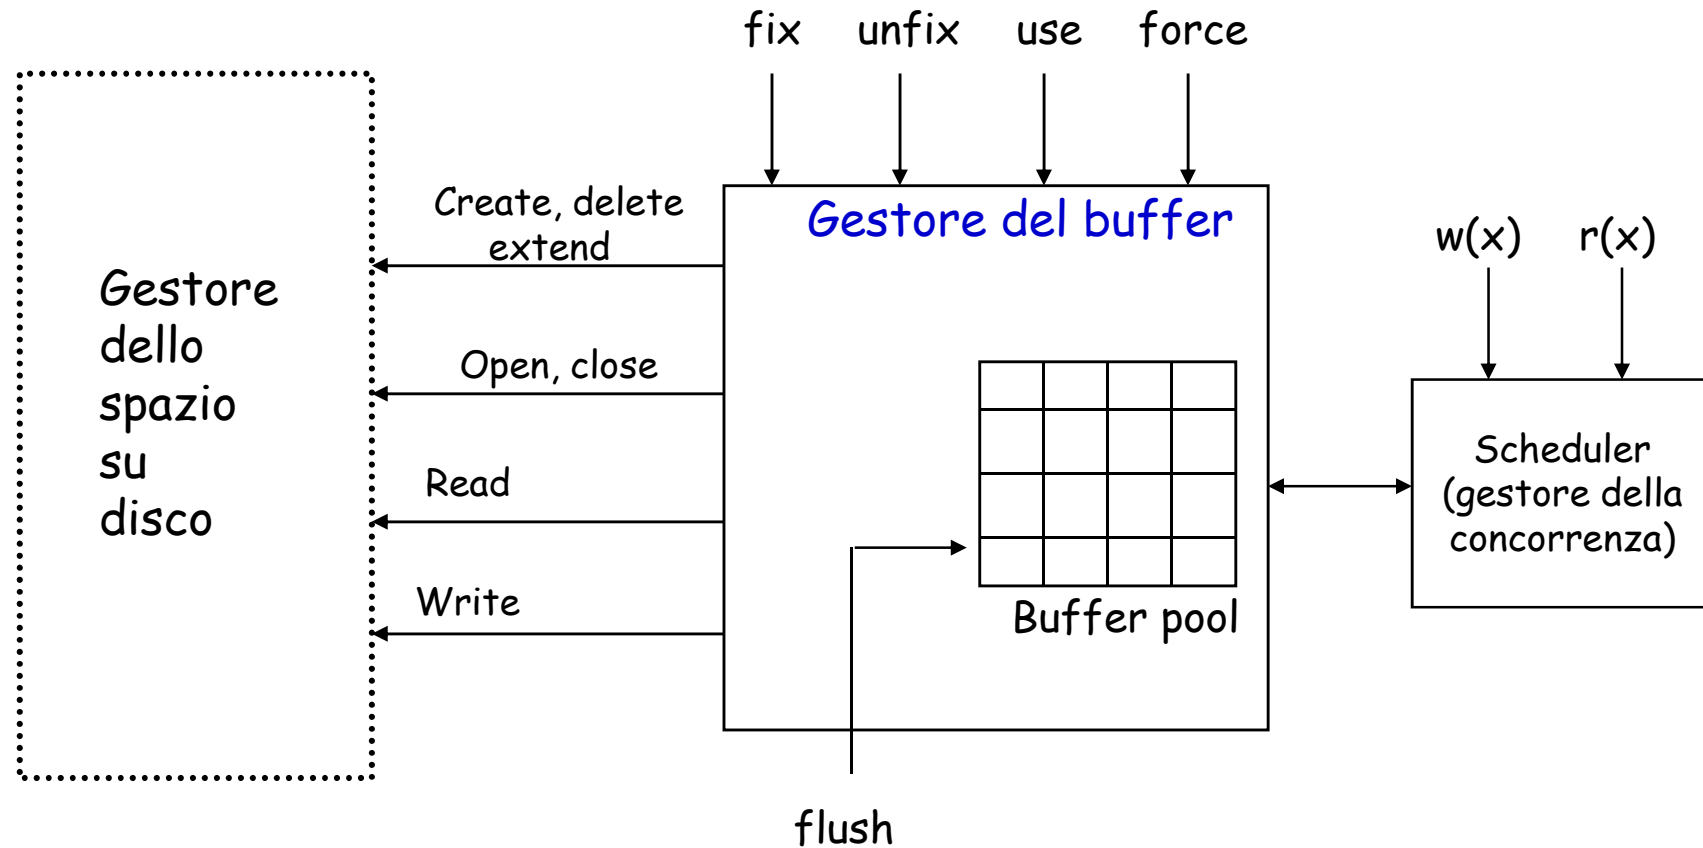 fix unfix use force
Create, delete
extend
Gestore del buffer
w(x) r(x)
Gestore
dello
spazio
su
disco
Open, close
Read
Write
Buffer pool
Scheduler
(gestore della
concorrenza)
flush